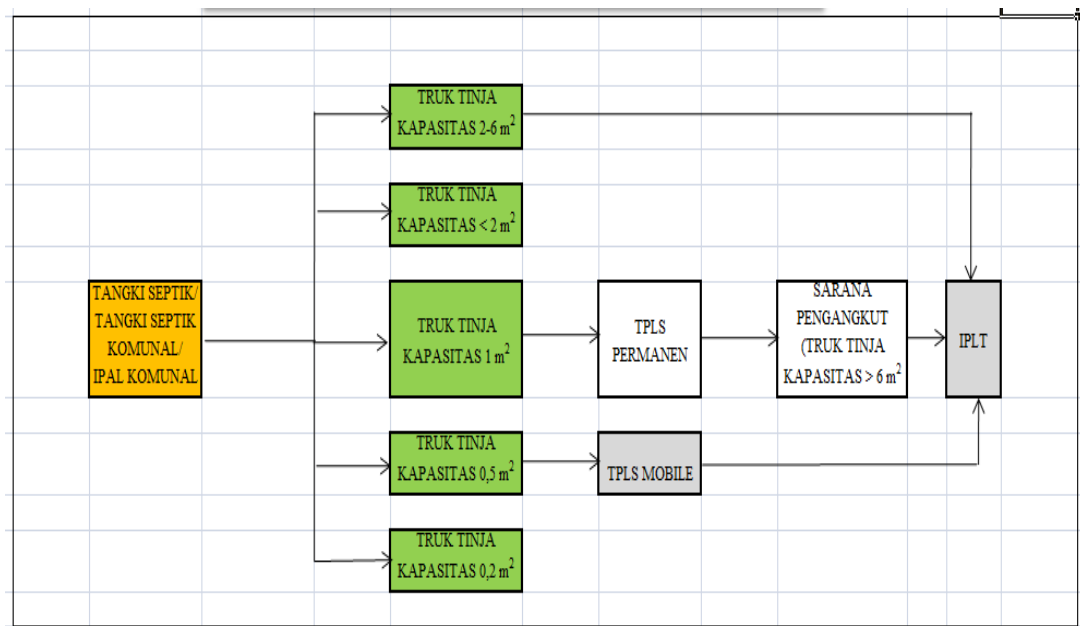 TRUK TINJA
KAPASITAS 2-6 m²
TRUK TINJA
KAPASITAS < 2 m²
TANGKI SEPTIK/
TANGKI SEPTIK
KOMUNAL/
IPAL KOMUNAL
TRUK TINJA
KAPASITAS 1 m²
TPLS
PERMANEN
SARANA
PENGANGKUT
(TRUK TINJA
KAPASITAS > 6 m²
IPLT
TRUK TINJA
KAPASITAS 0,5 m²
TPLS MOBILE
TRUK TINJA
KAPASITAS 0,2 m²